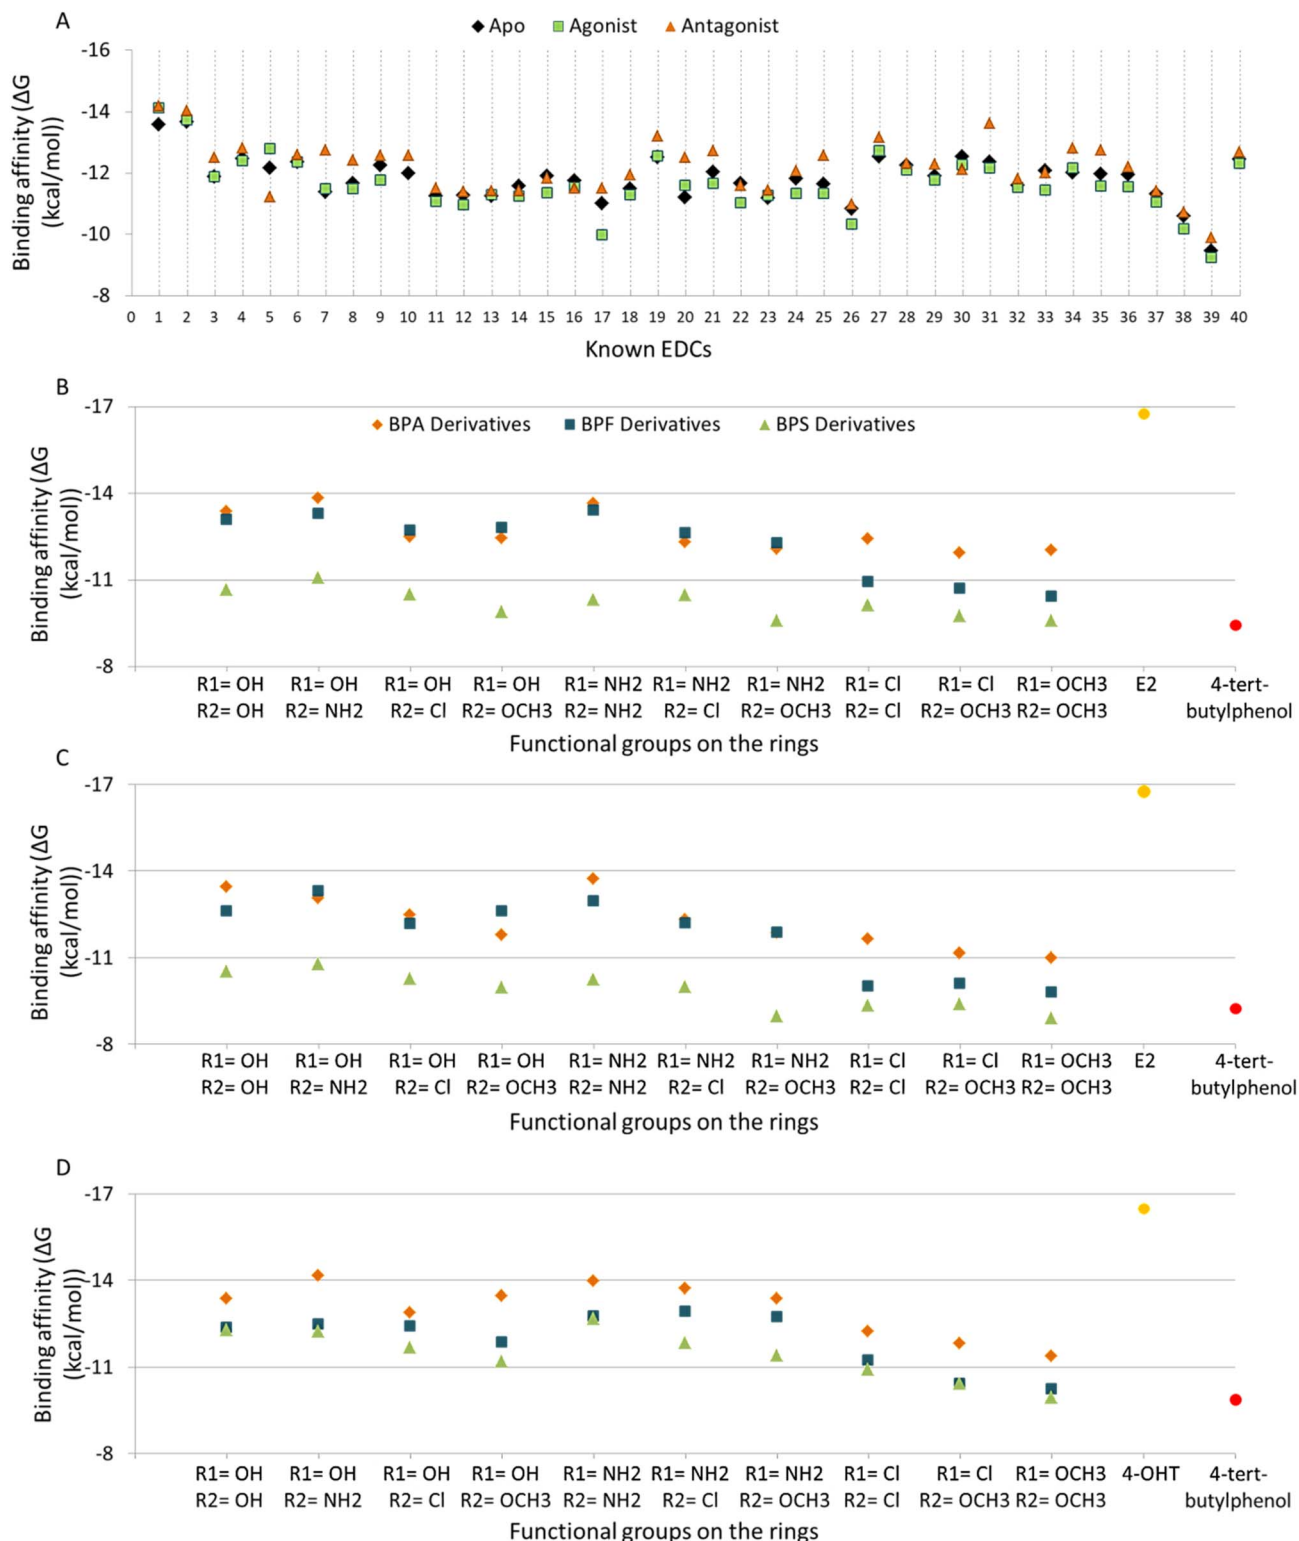 A
Apo Agonist Antagonist
-16
-14
-12
-10
-8
Binding affinity (ΔG
(kcal/mol))
0 1 2 3 4 5 6 7 8 9 10 11 12 13 14 15 16 17 18 19 20 21 22 23 24 25 26 27 28 29 30 31 32 33 34 35 36 37 38 39 40
Known EDCs
B
BPA Derivatives BPF Derivatives BPS Derivatives
-17
-14
-11
-8
Binding affinity (ΔG
(kcal/mol))
R1= OH R1= OH R1= OH R1= OH R1= NH2 R1= NH2 R1= NH2 R1= Cl R1= Cl R1= OCH3 E2 4-tert-
R2= OH R2= NH2 R2= Cl R2= OCH3 R2= NH2 R2= Cl R2= OCH3 R2= Cl R2= OCH3 R2= OCH3 butylphenol
Functional groups on the rings
C
-17
-14
-11
-8
Binding affinity (ΔG
(kcal/mol))
R1= OH R1= OH R1= OH R1= OH R1= NH2 R1= NH2 R1= NH2 R1= Cl R1= Cl R1= OCH3 E2 4-tert-
R2= OH R2= NH2 R2= Cl R2= OCH3 R2= NH2 R2= Cl R2= OCH3 R2= Cl R2= OCH3 R2= OCH3 butylphenol
Functional groups on the rings
D
-17
-14
-11
-8
Binding affinity (ΔG
(kcal/mol))
R1= OH R1= OH R1= OH R1= OH R1= NH2 R1= NH2 R1= NH2 R1= Cl R1= Cl R1= OCH3 4-OHT 4-tert-
R2= OH R2= NH2 R2= Cl R2= OCH3 R2= NH2 R2= Cl R2= OCH3 R2= Cl R2= OCH3 R2= OCH3 butylphenol
Functional groups on the rings